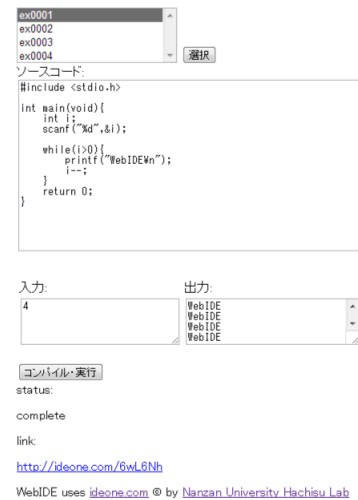 ex0001
ex0002
ex0003
ex0004
選択
ソースコード:
#include <stdio.h>
int main(void){
int i;
scanf("%d",&i);
while(i>0){
printf("WebIDE¥n");
i--;
}
return 0;
}
入力:
出力:
4
WebIDE
WebIDE
WebIDE
WebIDE
コンパイル・実行
status:
complete
link:
http://ideone.com/6wL6Nh
WebIDE uses ideone.com © by Nanzan University Hachisu Lab